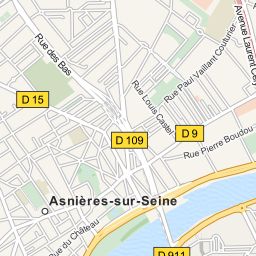 Rue des Bas
Avenue Laurent Cély
Rue Paul Vaillant Couturier
Rue Louis Castel
D 15
D 109
D 9
Rue Pierre Boudou
Asnières-sur-Seine
Rue du Château
D 911